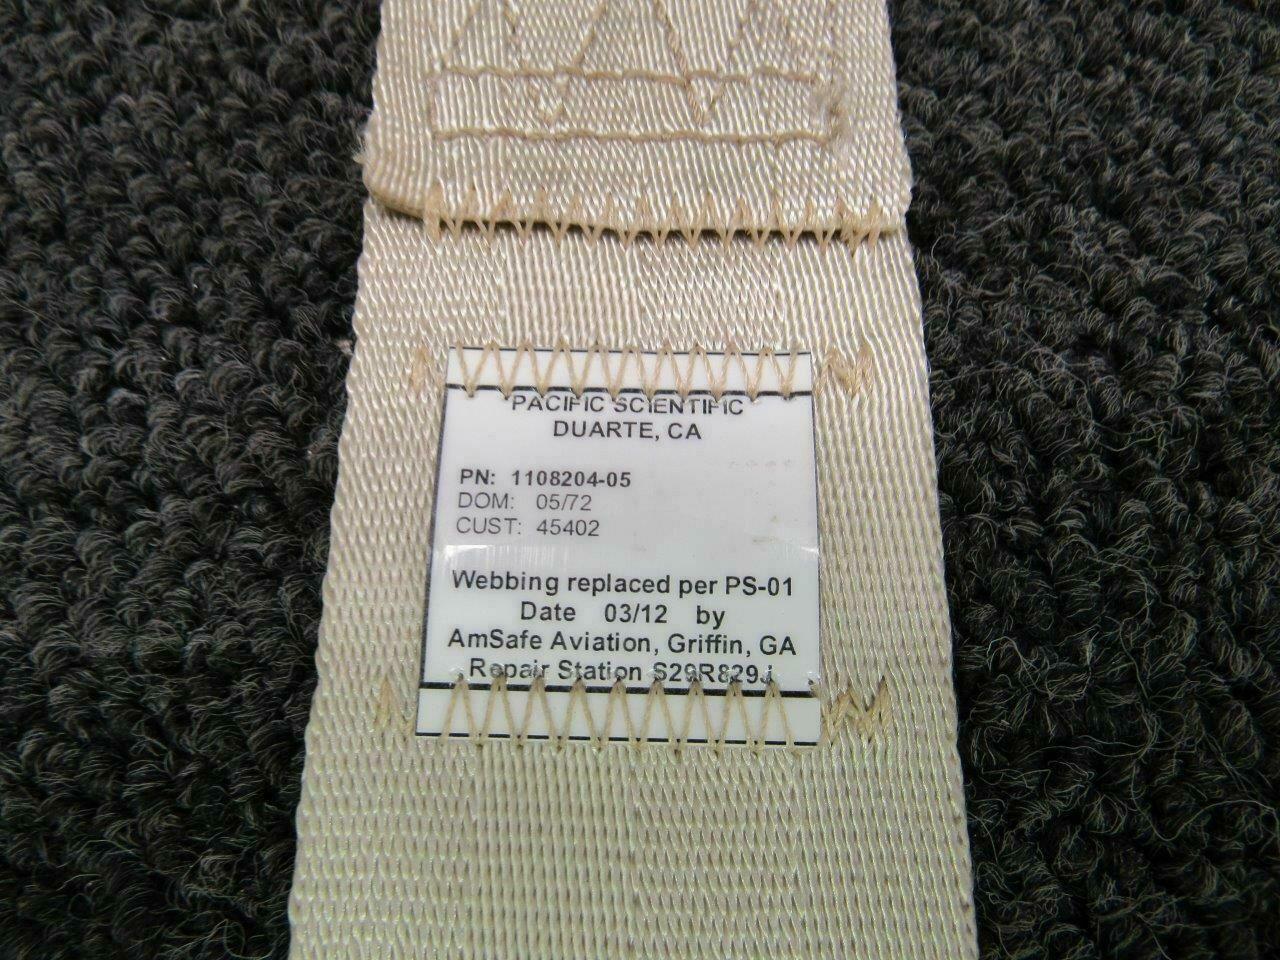 PACIFIC SCIENTIFIC
DUARTE, CA
PN: 1108204-05
DOM: 05/72
CUST: 45402
Webbing replaced per PS-01
Date 03/12 by
AmSafe Aviation, Griffin, GA
Repair Station S29R829J